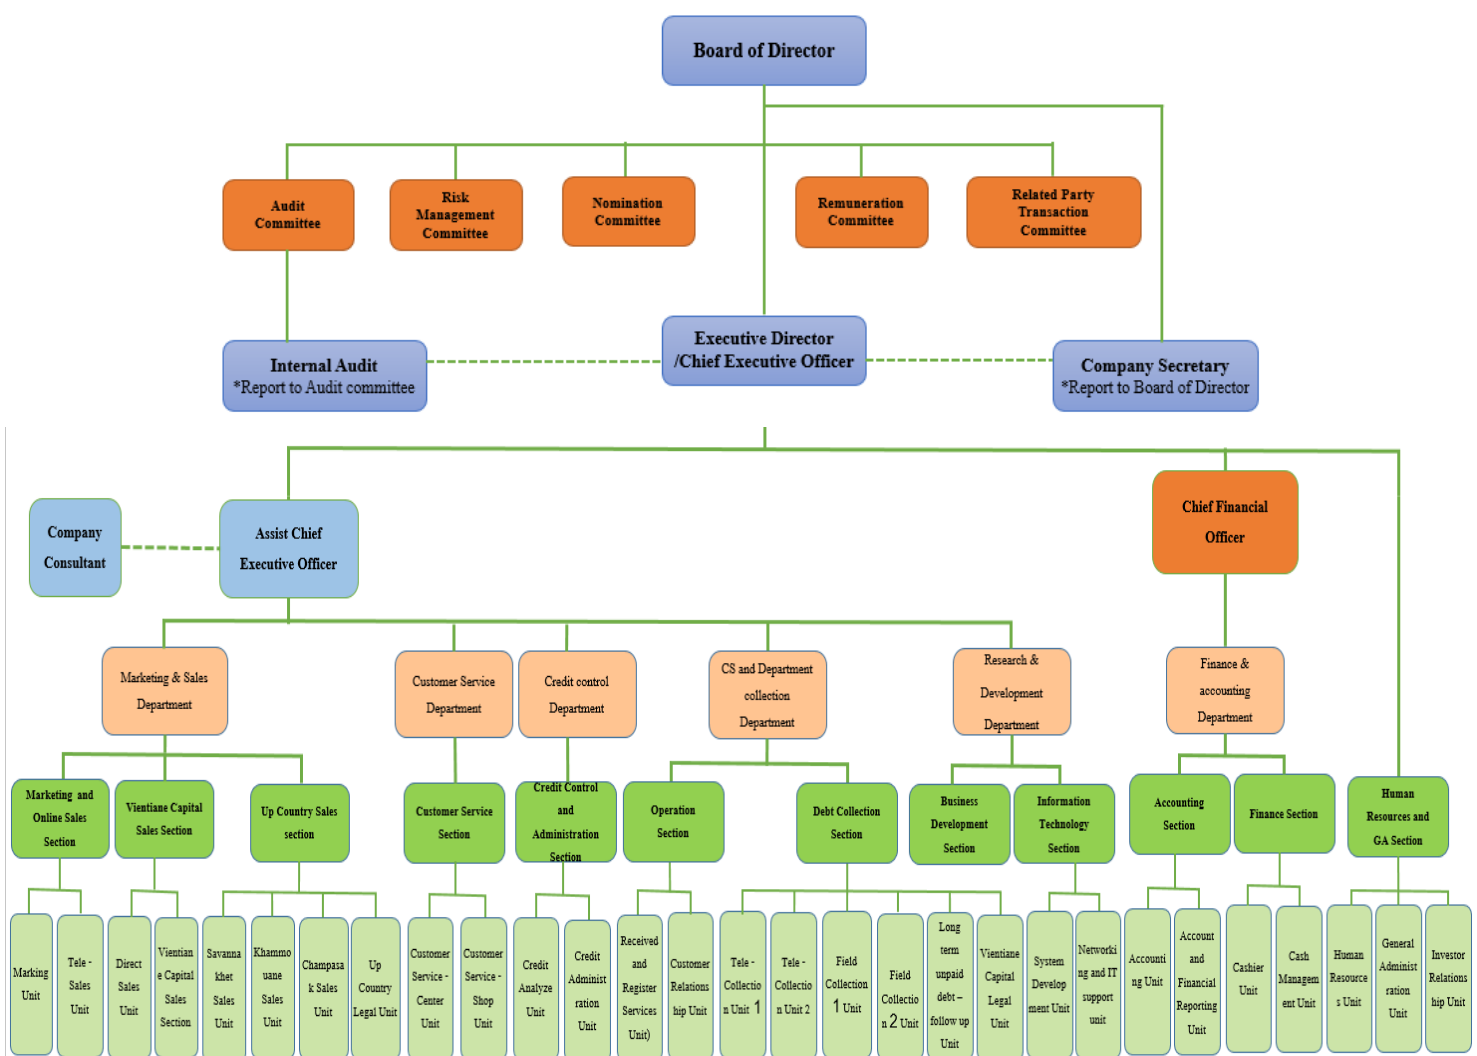 Board of Director
Audit
Committee
Risk
Management
Committee
Nomination
Committee
Remuneration
Committee
Related Party
Transaction
Committee
Internal Audit
*Report to Audit committee
Executive Director
/Chief Executive Officer
Company Secretary
*Report to Board of Director
Company
Consultant
Assist Chief
Executive Officer
Chief Financial
Officer
Marketing & Sales
Department
Customer Service
Department
Credit control
Department
CS and Department
collection
Department
Research &
Development
Department
Finance &
accounting
Department
Marketing and
Online Sales
Section
Vientiane Capital
Sales Section
Up Country Sales
section
Customer Service
Section
Credit Control
and
Administration
Section
Operation
Section
Debt Collection
Section
Business
Development
Section
Information
Technology
Section
Accounting
Section
Finance Section
Human
Resources and
GA Section
Marking
Unit
Tele -
Sales
Unit
Direct
Sales
Unit
Vientian
e Capital
Sales
Section
Savanna
khet
Sales
Unit
Khammo
uane
Sales
Unit
Champasa
k Sales
Unit
Up
Country
Legal Unit
Customer
Service -
Center
Unit
Customer
Service -
Shop
Unit
Credit
Analyze
Unit
Credit
Administ
ration
Unit
Received
and
Register
Services
Unit)
Customer
Relations
hip Unit
Tele -
Collectio
n Unit 1
Tele -
Collectio
n Unit 2
Field
Collection
1 Unit
Field
Collectio
n 2 Unit
Long
term
unpaid
debt –
follow up
Unit
Vientiane
Capital
Legal
Unit
System
Develop
ment Unit
Networki
ng and IT
support
unit
Accounti
ng Unit
Account
and
Financial
Reporting
Unit
Cashier
Unit
Cash
Managem
ent Unit
Human
Resource
s Unit
General
Administ
ration
Unit
Investor
Relations
hip Unit